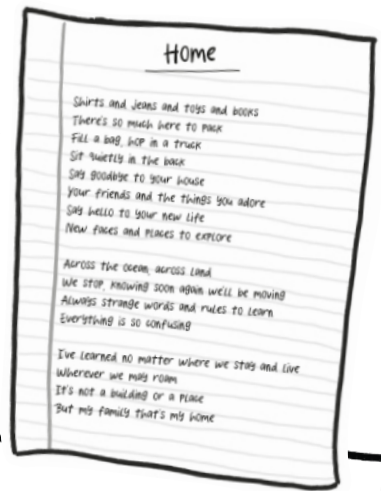 Home
Shirts and Jeans and toys and books
There's so much here to pack
Fill a bag, hop in a truck
Sit quietly in the back
Say goodbye to your house
Your friends and the things you adore
Say hello to your new life
New faces and places to explore
Across the ocean, across land
We stop, knowing soon again we'll be moving
Always strange words and rules to learn
Everything is so confusing
I've learned no matter where we stay and live
Wherever we may roam
It's not a building or a place
But my family that's my home